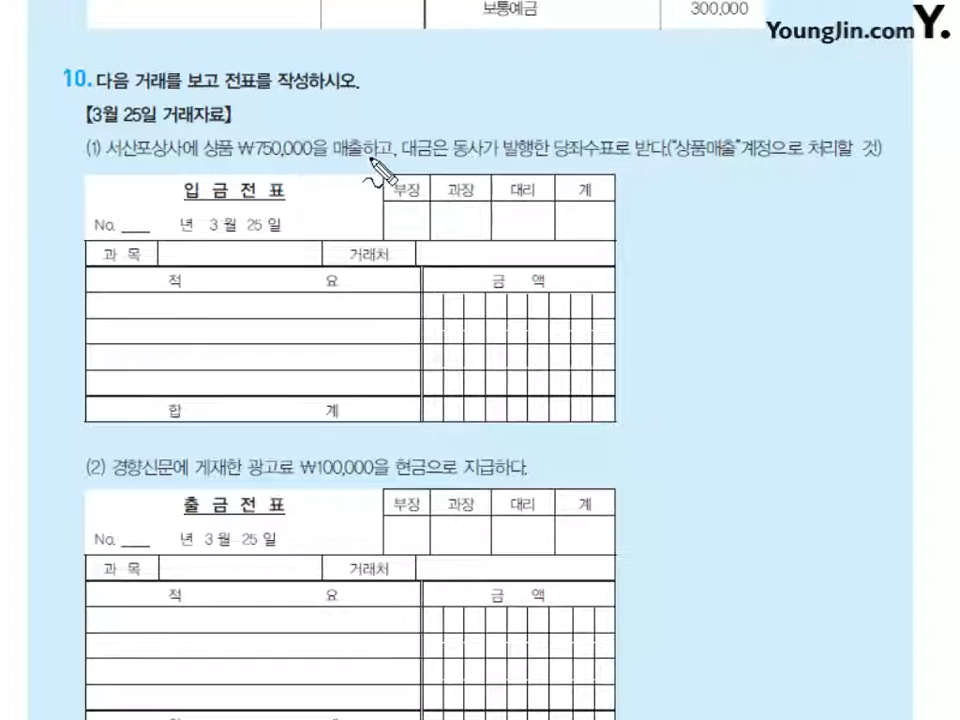 보통예금 300,000
YoungJin.com Y.
10. 다음 거래를 보고 전표를 작성하시오.
【3월 25일 거래자료】
(1) 서산포상사에 상품 ₩750,000을 매출하고, 대금은 동사가 발행한 당좌수표로 받다.("상품매출"계정으로 처리할 것)
입 금 전 표 부장 과장 대리 계
No. ___ 년 3 월 25 일
과 목 거래처
적 요 금 액
합 계
(2) 경향신문에 게재한 광고료 ₩100,000을 현금으로 지급하다.
출 금 전 표 부장 과장 대리 계
No. ___ 년 3 월 25 일
과 목 거래처
적 요 금 액